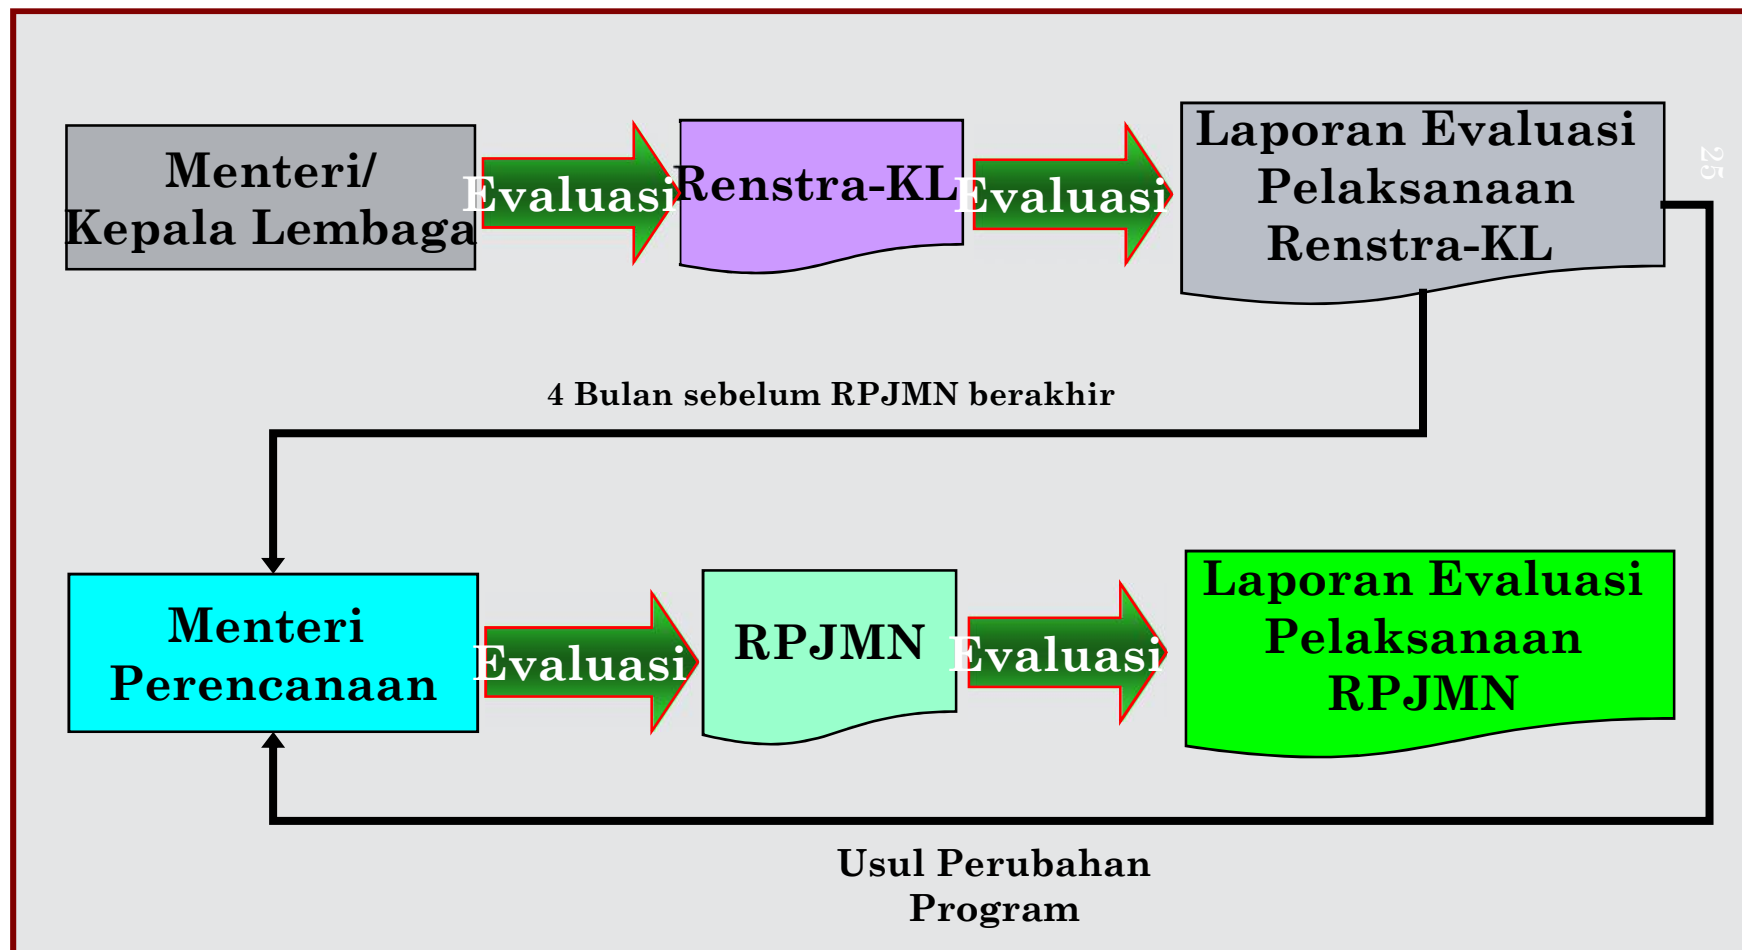 Menteri/
Kepala Lembaga
Evaluasi
Renstra-KL
Evaluasi
Laporan Evaluasi
Pelaksanaan
Renstra-KL
25
4 Bulan sebelum RPJMN berakhir
Menteri
Perencanaan
Evaluasi
RPJMN
Evaluasi
Laporan Evaluasi
Pelaksanaan
RPJMN
Usul Perubahan
Program